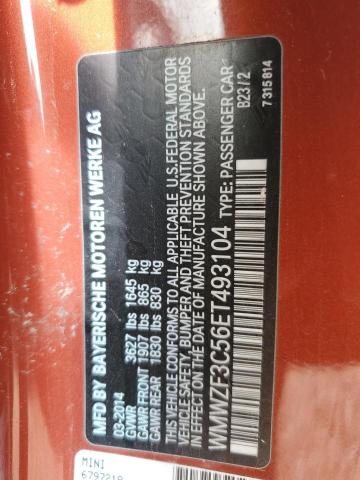 MFD BY BAYERISCHE MOTOREN WERKE AG
03-2014
GVWR 3627 lbs 1645 kg
GAWR FRONT 1907 lbs 865 kg
GAWR REAR 1830 lbs 830 kg
THIS VEHICLE CONFORMS TO ALL APPLICABLE U.S.FEDERAL MOTOR
VEHICLE SAFETY, BUMPER AND THEFT PREVENTION STANDARDS
IN EFFECT ON THE DATE OF MANUFACTURE SHOWN ABOVE.
WMWZF3C56ET493104 TYPE: PASSENGER CAR
B23/2
7315814
MINI
6797218